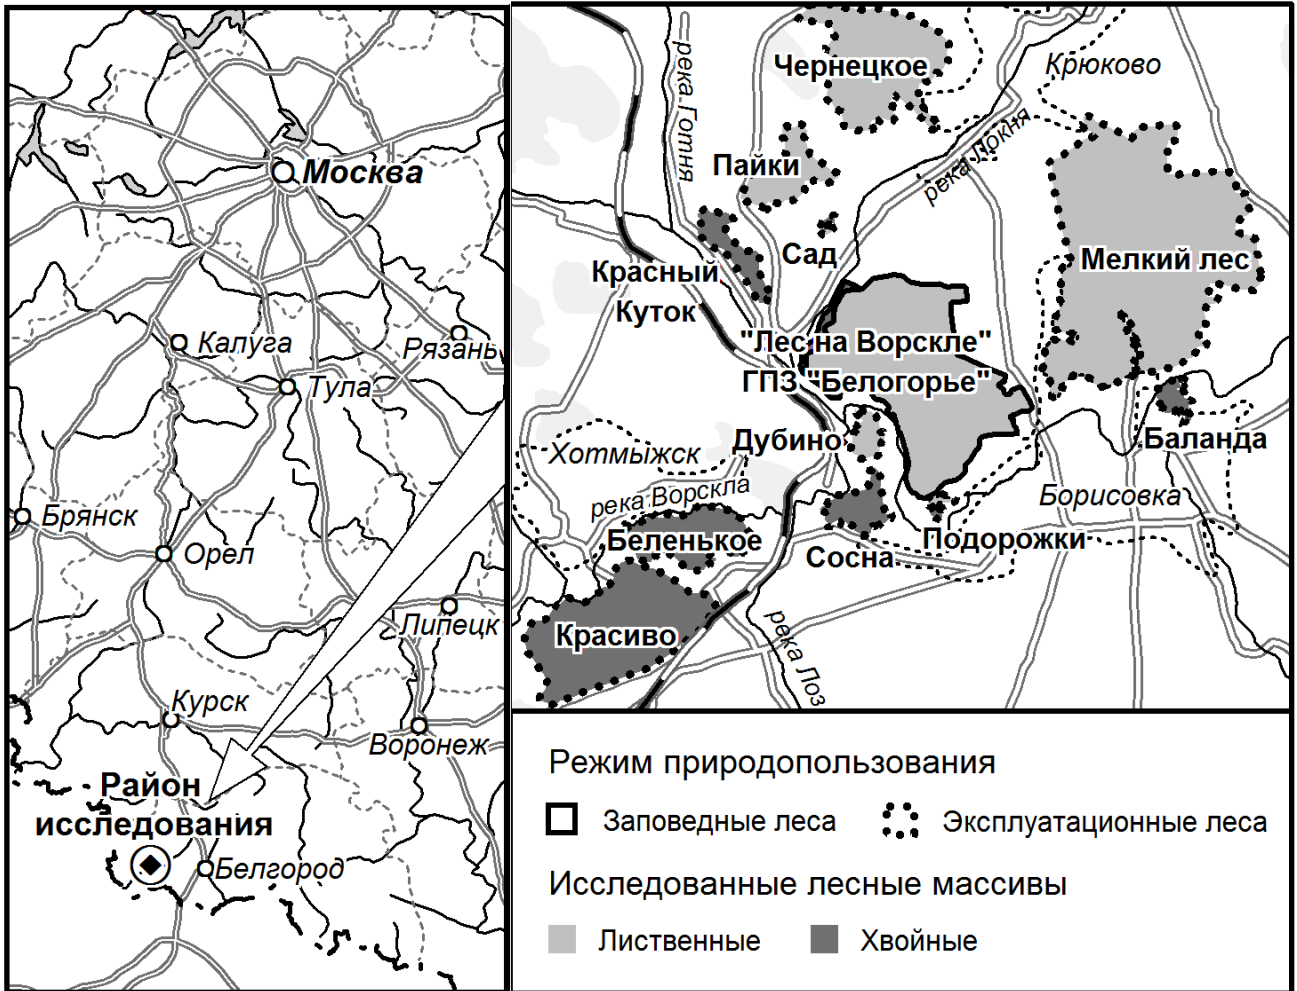 Москва
Калуга
Рязань
Тула
Брянск
Орел
Липецк
Курск
Воронеж
Район
исследования
Белгород
Чернецкое
Крюково
река Готня
река Локня
Пайки
Сад
Мелкий лес
Красный
Куток
"Лес на Ворскле"
ГПЗ "Белогорье"
Дубино
Баланда
Хотмыжск
река Ворскла
Борисовка
Беленькое
Сосна
Подорожки
Красиво
река Лоз
Режим природопользования
Заповедные леса
Эксплуатационные леса
Исследованные лесные массивы
Лиственные
Хвойные